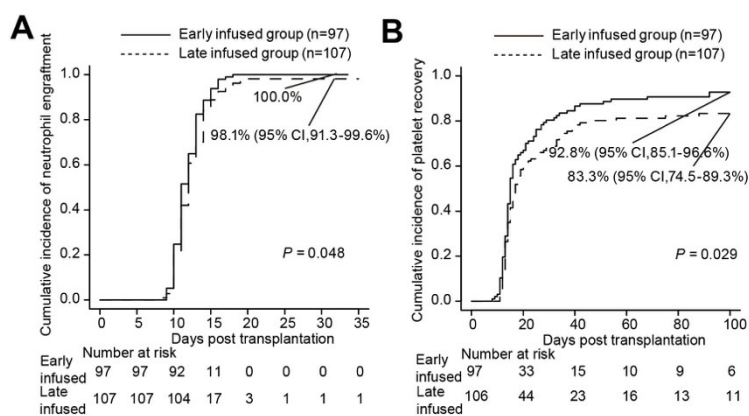 A
Early infused group (n=97)
Late infused group (n=107)
Cumulative incidence of neutrophil engraftment
1.0
0.8
0.6
0.4
0.2
0.0
100.0%
98.1% (95% CI,91.3-99.6%)
P = 0.048
0 5 10 15 20 25 30 35
Days post transplantation
Number at risk
Early infused 97 97 92 11 0 0 0 0
Late infused 107 107 104 17 3 1 1 1
B
Early infused group (n=97)
Late infused group (n=107)
Cumulative incidence of platelet recovery
1.0
0.8
0.6
0.4
0.2
0.0
92.8% (95% CI,85.1-96.6%)
83.3% (95% CI,74.5-89.3%)
P = 0.029
0 20 40 60 80 100
Days post transplantation
Number at risk
Early infused 97 33 15 10 9 6
Late infused 106 44 23 16 13 11